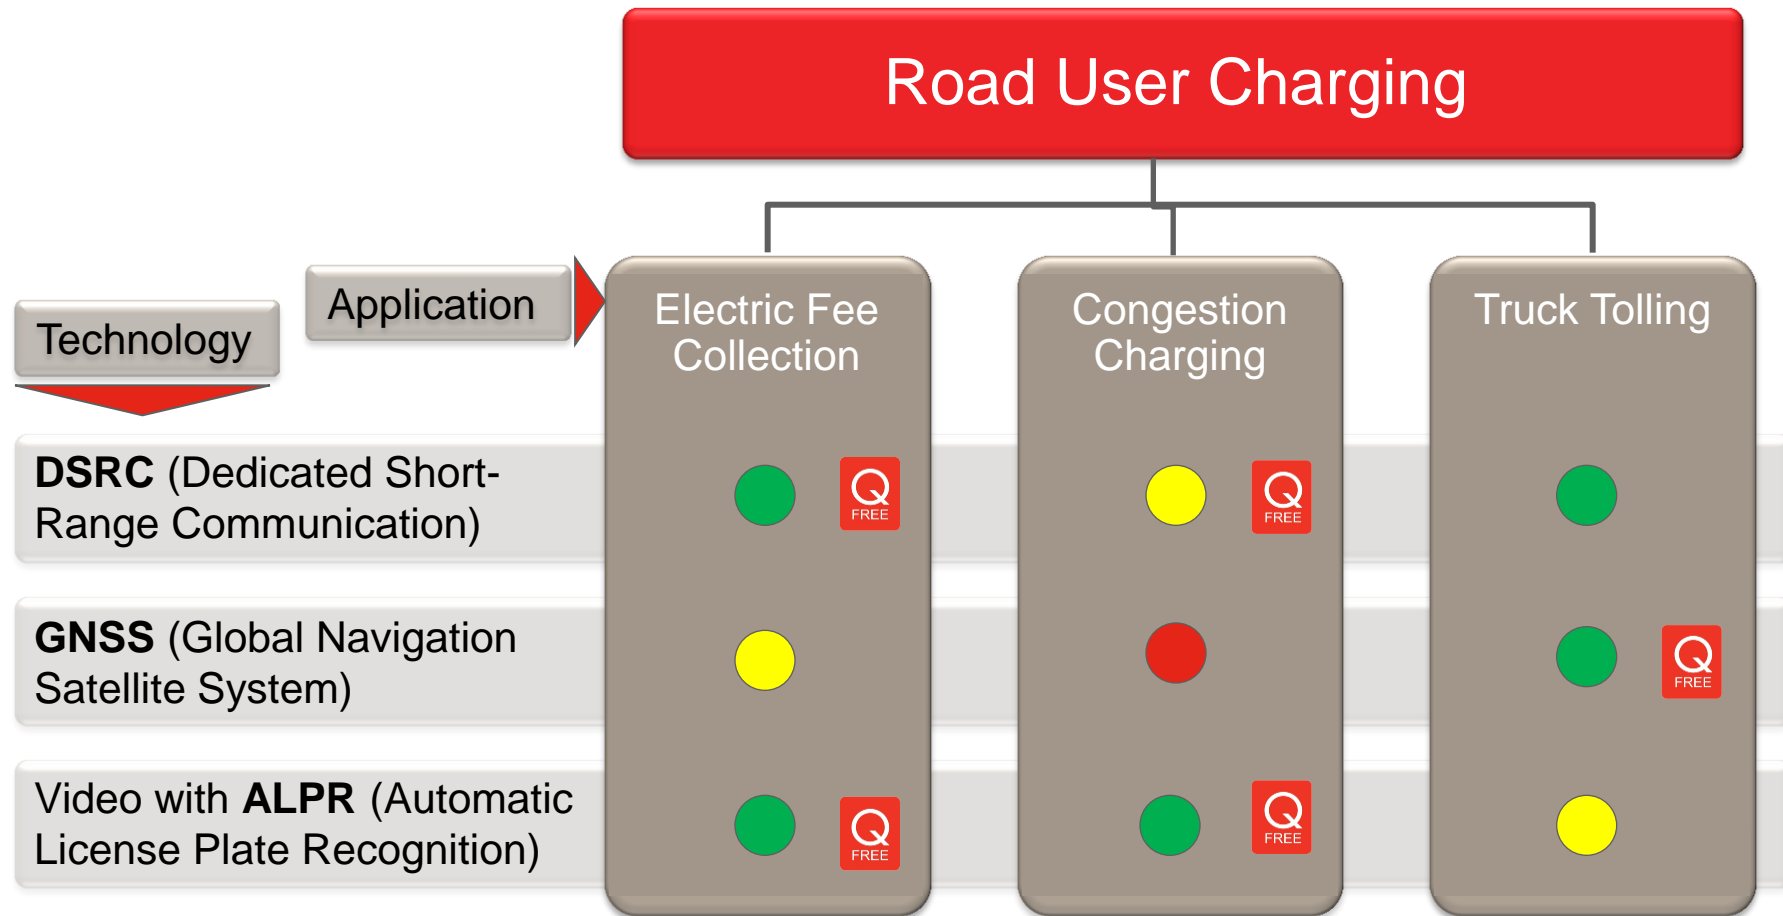 Road User Charging
Application
Technology
Electric Fee
Collection
Congestion
Charging
Truck Tolling
DSRC (Dedicated Short-
Range Communication)
Q
FREE
Q
FREE
GNSS (Global Navigation
Satellite System)
Q
FREE
Video with ALPR (Automatic
License Plate Recognition)
Q
FREE
Q
FREE